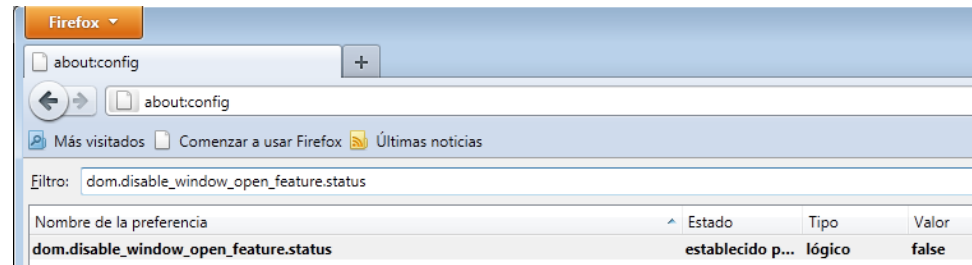 Firefox
about:config
about:config
Más visitados Comenzar a usar Firefox Últimas noticias
Filtro: dom.disable_window_open_feature.status
Nombre de la preferencia Estado Tipo Valor
dom.disable_window_open_feature.status establecido p... lógico false